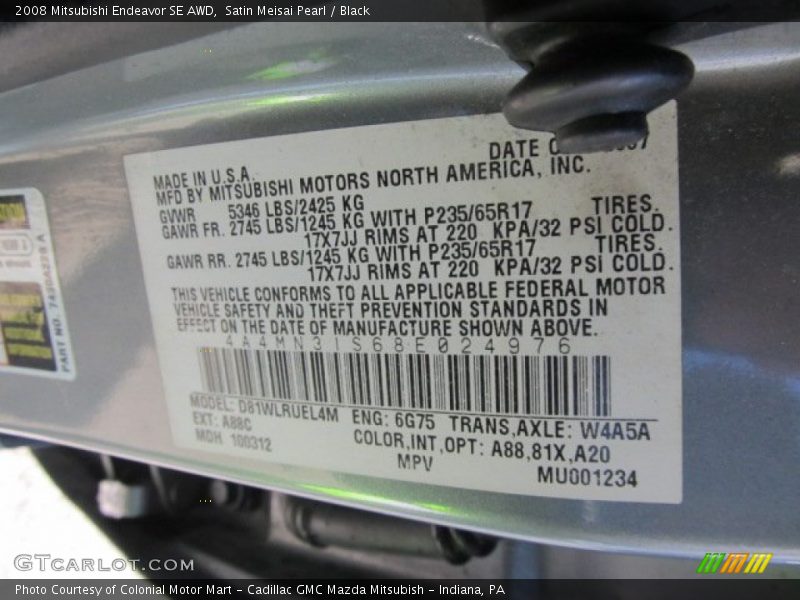 2008 Mitsubishi Endeavor SE AWD, Satin Meisai Pearl / Black
DATE
MADE IN U.S.A.
MFD BY MITSUBISHI MOTORS NORTH AMERICA, INC.
GVWR 5346 LBS/2425 KG
GAWR FR. 2745 LBS/1245 KG WITH P235/65R17 TIRES.
17X7JJ RIMS AT 220 KPA/32 PSI COLD.
GAWR RR. 2745 LBS/1245 KG WITH P235/65R17 TIRES.
17X7JJ RIMS AT 220 KPA/32 PSI COLD.
THIS VEHICLE CONFORMS TO ALL APPLICABLE FEDERAL MOTOR
VEHICLE SAFETY AND THEFT PREVENTION STANDARDS IN
EFFECT ON THE DATE OF MANUFACTURE SHOWN ABOVE.
4A4MN31S68E024976
MODEL: D81WLRUEL4M ENG: 6G75 TRANS,AXLE: W4A5A
EXT: A88C COLOR,INT,OPT: A88,81X,A20
MDH 100312 MPV MU001234
PART NO. 7450A229A
GTCARLOT.COM
Photo Courtesy of Colonial Motor Mart - Cadillac GMC Mazda Mitsubish - Indiana, PA